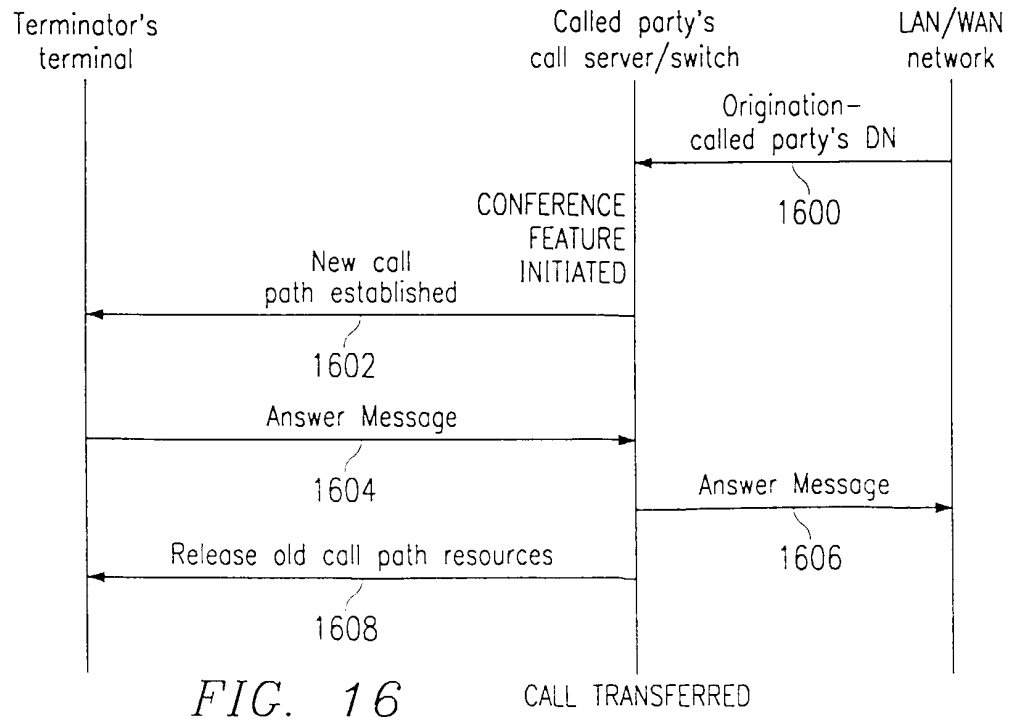 Terminator's
terminal
Called party's
call server/switch
LAN/WAN
network
Origination-
called party's DN
1600
CONFERENCE
FEATURE
INITIATED
New call
path established
1602
Answer Message
1604
Answer Message
1606
Release old call path resources
1608
FIG. 16
CALL TRANSFERRED